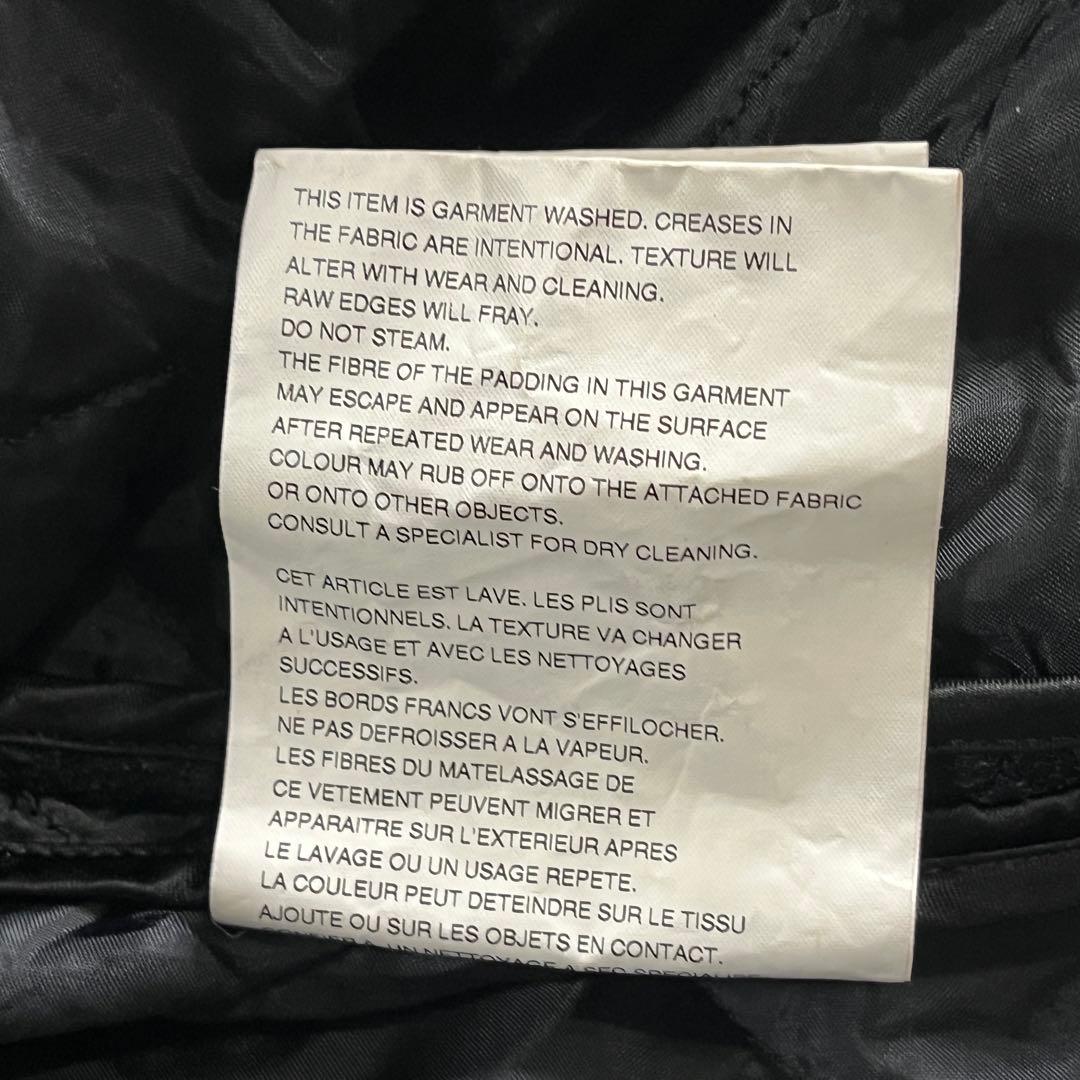 THIS ITEM IS GARMENT WASHED. CREASES IN
THE FABRIC ARE INTENTIONAL. TEXTURE WILL
ALTER WITH WEAR AND CLEANING.
RAW EDGES WILL FRAY.
DO NOT STEAM.
THE FIBRE OF THE PADDING IN THIS GARMENT
MAY ESCAPE AND APPEAR ON THE SURFACE
AFTER REPEATED WEAR AND WASHING.
COLOUR MAY RUB OFF ONTO THE ATTACHED FABRIC
OR ONTO OTHER OBJECTS.
CONSULT A SPECIALIST FOR DRY CLEANING.
CET ARTICLE EST LAVE. LES PLIS SONT
INTENTIONNELS. LA TEXTURE VA CHANGER
A L'USAGE ET AVEC LES NETTOYAGES
SUCCESSIFS.
LES BORDS FRANCS VONT S'EFFILOCHER.
NE PAS DEFROISSER A LA VAPEUR.
LES FIBRES DU MATELASSAGE DE
CE VETEMENT PEUVENT MIGRER ET
APPARAITRE SUR L'EXTERIEUR APRES
LE LAVAGE OU UN USAGE REPETE.
LA COULEUR PEUT DETEINDRE SUR LE TISSU
AJOUTE OU SUR LES OBJETS EN CONTACT.
UN NETTOYAGE A SEC